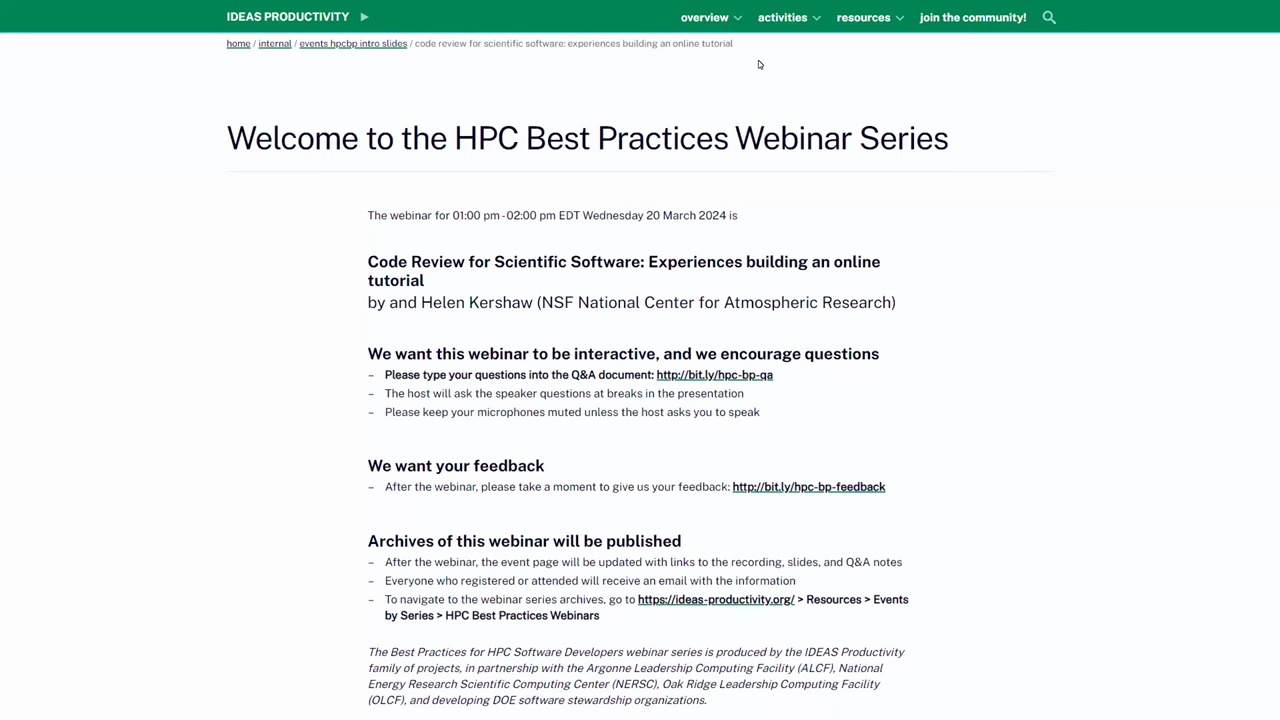 IDEAS PRODUCTIVITY
overview activities resources join the community!
home / internal / events hpcbp intro slides / code review for scientific software: experiences building an online tutorial
Welcome to the HPC Best Practices Webinar Series
The webinar for 01:00 pm - 02:00 pm EDT Wednesday 20 March 2024 is
Code Review for Scientific Software: Experiences building an online
tutorial
by and Helen Kershaw (NSF National Center for Atmospheric Research)
We want this webinar to be interactive, and we encourage questions
– Please type your questions into the Q&A document: http://bit.ly/hpc-bp-qa
– The host will ask the speaker questions at breaks in the presentation
– Please keep your microphones muted unless the host asks you to speak
We want your feedback
– After the webinar, please take a moment to give us your feedback: http://bit.ly/hpc-bp-feedback
Archives of this webinar will be published
– After the webinar, the event page will be updated with links to the recording, slides, and Q&A notes
– Everyone who registered or attended will receive an email with the information
– To navigate to the webinar series archives, go to https://ideas-productivity.org/ > Resources > Events
by Series > HPC Best Practices Webinars
The Best Practices for HPC Software Developers webinar series is produced by the IDEAS Productivity
family of projects, in partnership with the Argonne Leadership Computing Facility (ALCF), National
Energy Research Scientific Computing Center (NERSC), Oak Ridge Leadership Computing Facility
(OLCF), and developing DOE software stewardship organizations.